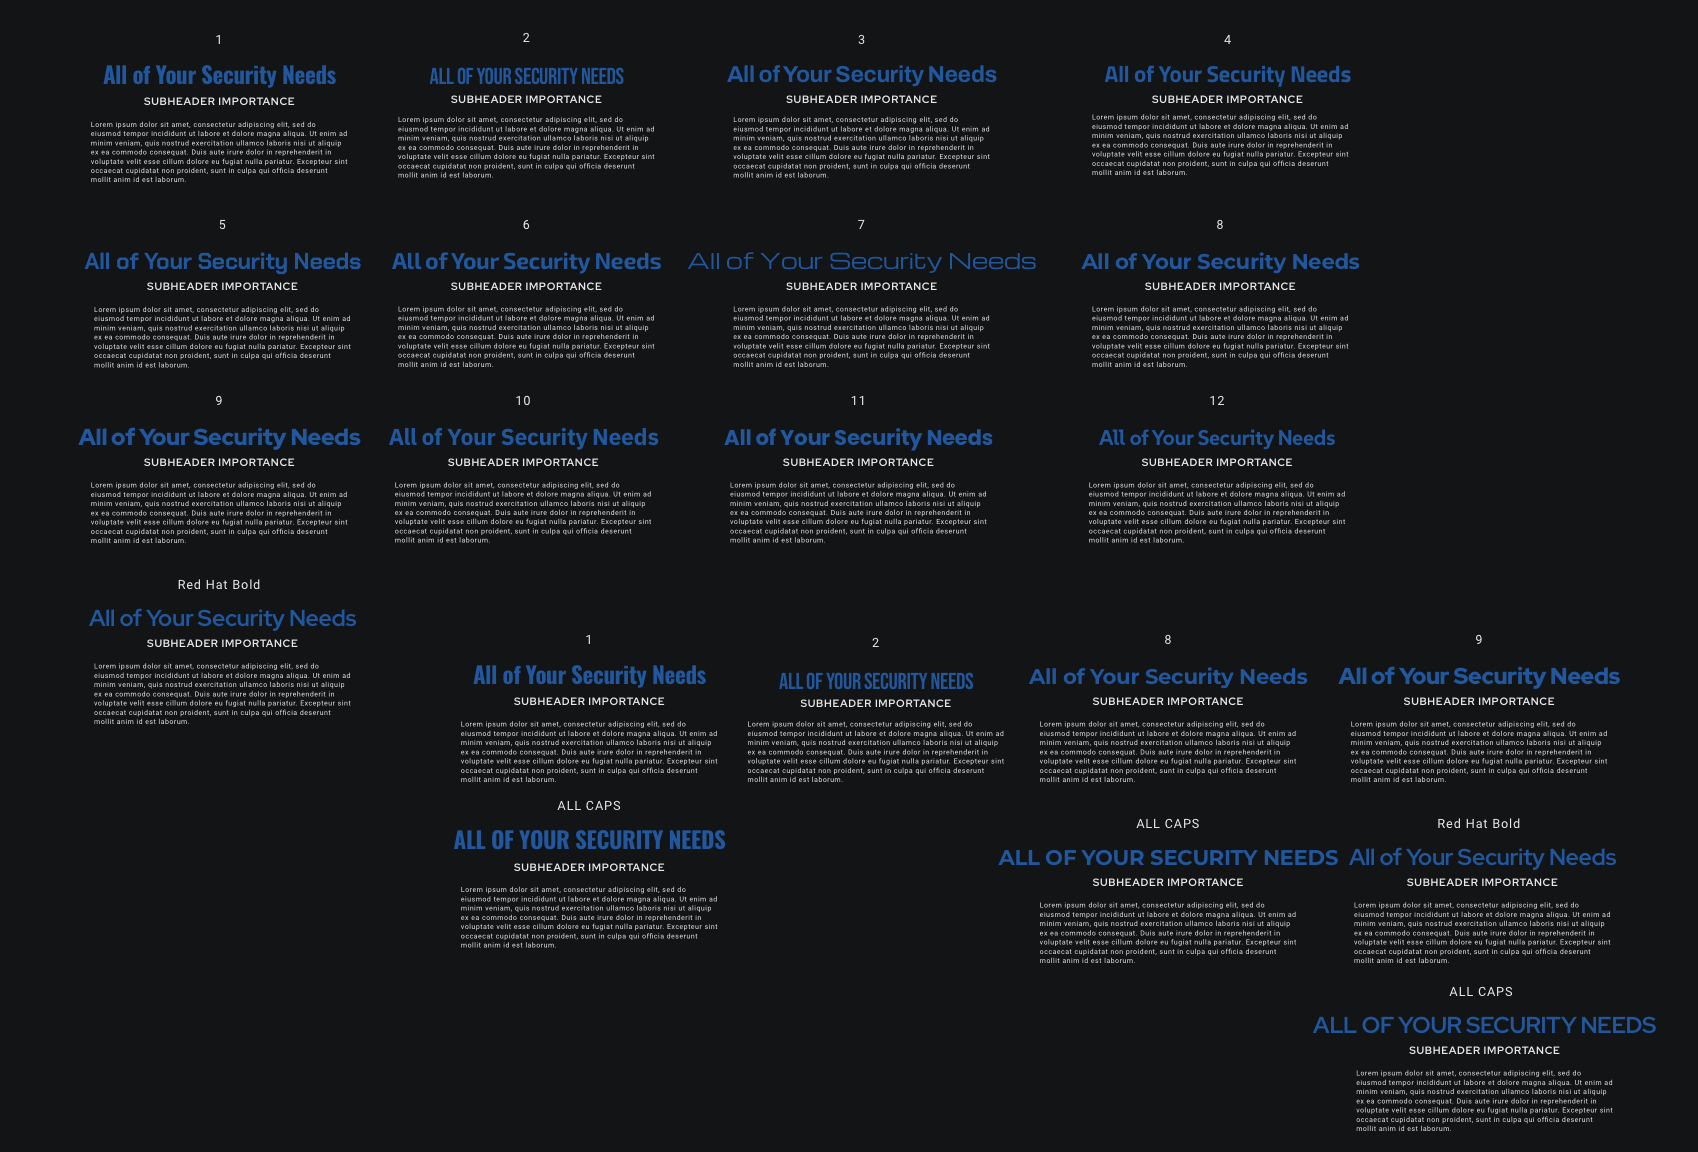 1
All of Your Security Needs
SUBHEADER IMPORTANCE
Lorem ipsum dolor sit amet, consectetur adipiscing elit, sed do
eiusmod tempor incididunt ut labore et dolore magna aliqua. Ut enim ad
minim veniam, quis nostrud exercitation ullamco laboris nisi ut aliquip
ex ea commodo consequat. Duis aute irure dolor in reprehenderit in
voluptate velit esse cillum dolore eu fugiat nulla pariatur. Excepteur sint
occaecat cupidatat non proident, sunt in culpa qui officia deserunt
mollit anim id est laborum.
2
ALL OF YOUR SECURITY NEEDS
SUBHEADER IMPORTANCE
Lorem ipsum dolor sit amet, consectetur adipiscing elit, sed do
eiusmod tempor incididunt ut labore et dolore magna aliqua. Ut enim ad
minim veniam, quis nostrud exercitation ullamco laboris nisi ut aliquip
ex ea commodo consequat. Duis aute irure dolor in reprehenderit in
voluptate velit esse cillum dolore eu fugiat nulla pariatur. Excepteur sint
occaecat cupidatat non proident, sunt in culpa qui officia deserunt
mollit anim id est laborum.
3
All of Your Security Needs
SUBHEADER IMPORTANCE
Lorem ipsum dolor sit amet, consectetur adipiscing elit, sed do
eiusmod tempor incididunt ut labore et dolore magna aliqua. Ut enim ad
minim veniam, quis nostrud exercitation ullamco laboris nisi ut aliquip
ex ea commodo consequat. Duis aute irure dolor in reprehenderit in
voluptate velit esse cillum dolore eu fugiat nulla pariatur. Excepteur sint
occaecat cupidatat non proident, sunt in culpa qui officia deserunt
mollit anim id est laborum.
4
All of Your Security Needs
SUBHEADER IMPORTANCE
Lorem ipsum dolor sit amet, consectetur adipiscing elit, sed do
eiusmod tempor incididunt ut labore et dolore magna aliqua. Ut enim ad
minim veniam, quis nostrud exercitation ullamco laboris nisi ut aliquip
ex ea commodo consequat. Duis aute irure dolor in reprehenderit in
voluptate velit esse cillum dolore eu fugiat nulla pariatur. Excepteur sint
occaecat cupidatat non proident, sunt in culpa qui officia deserunt
mollit anim id est laborum.
5
All of Your Security Needs
SUBHEADER IMPORTANCE
Lorem ipsum dolor sit amet, consectetur adipiscing elit, sed do
eiusmod tempor incididunt ut labore et dolore magna aliqua. Ut enim ad
minim veniam, quis nostrud exercitation ullamco laboris nisi ut aliquip
ex ea commodo consequat. Duis aute irure dolor in reprehenderit in
voluptate velit esse cillum dolore eu fugiat nulla pariatur. Excepteur sint
occaecat cupidatat non proident, sunt in culpa qui officia deserunt
mollit anim id est laborum.
6
All of Your Security Needs
SUBHEADER IMPORTANCE
Lorem ipsum dolor sit amet, consectetur adipiscing elit, sed do
eiusmod tempor incididunt ut labore et dolore magna aliqua. Ut enim ad
minim veniam, quis nostrud exercitation ullamco laboris nisi ut aliquip
ex ea commodo consequat. Duis aute irure dolor in reprehenderit in
voluptate velit esse cillum dolore eu fugiat nulla pariatur. Excepteur sint
occaecat cupidatat non proident, sunt in culpa qui officia deserunt
mollit anim id est laborum.
7
All of Your Security Needs
SUBHEADER IMPORTANCE
Lorem ipsum dolor sit amet, consectetur adipiscing elit, sed do
eiusmod tempor incididunt ut labore et dolore magna aliqua. Ut enim ad
minim veniam, quis nostrud exercitation ullamco laboris nisi ut aliquip
ex ea commodo consequat. Duis aute irure dolor in reprehenderit in
voluptate velit esse cillum dolore eu fugiat nulla pariatur. Excepteur sint
occaecat cupidatat non proident, sunt in culpa qui officia deserunt
mollit anim id est laborum.
8
All of Your Security Needs
SUBHEADER IMPORTANCE
Lorem ipsum dolor sit amet, consectetur adipiscing elit, sed do
eiusmod tempor incididunt ut labore et dolore magna aliqua. Ut enim ad
minim veniam, quis nostrud exercitation ullamco laboris nisi ut aliquip
ex ea commodo consequat. Duis aute irure dolor in reprehenderit in
voluptate velit esse cillum dolore eu fugiat nulla pariatur. Excepteur sint
occaecat cupidatat non proident, sunt in culpa qui officia deserunt
mollit anim id est laborum.
9
All of Your Security Needs
SUBHEADER IMPORTANCE
Lorem ipsum dolor sit amet, consectetur adipiscing elit, sed do
eiusmod tempor incididunt ut labore et dolore magna aliqua. Ut enim ad
minim veniam, quis nostrud exercitation ullamco laboris nisi ut aliquip
ex ea commodo consequat. Duis aute irure dolor in reprehenderit in
voluptate velit esse cillum dolore eu fugiat nulla pariatur. Excepteur sint
occaecat cupidatat non proident, sunt in culpa qui officia deserunt
mollit anim id est laborum.
10
All of Your Security Needs
SUBHEADER IMPORTANCE
Lorem ipsum dolor sit amet, consectetur adipiscing elit, sed do
eiusmod tempor incididunt ut labore et dolore magna aliqua. Ut enim ad
minim veniam, quis nostrud exercitation ullamco laboris nisi ut aliquip
ex ea commodo consequat. Duis aute irure dolor in reprehenderit in
voluptate velit esse cillum dolore eu fugiat nulla pariatur. Excepteur sint
occaecat cupidatat non proident, sunt in culpa qui officia deserunt
mollit anim id est laborum.
11
All of Your Security Needs
SUBHEADER IMPORTANCE
Lorem ipsum dolor sit amet, consectetur adipiscing elit, sed do
eiusmod tempor incididunt ut labore et dolore magna aliqua. Ut enim ad
minim veniam, quis nostrud exercitation ullamco laboris nisi ut aliquip
ex ea commodo consequat. Duis aute irure dolor in reprehenderit in
voluptate velit esse cillum dolore eu fugiat nulla pariatur. Excepteur sint
occaecat cupidatat non proident, sunt in culpa qui officia deserunt
mollit anim id est laborum.
12
All of Your Security Needs
SUBHEADER IMPORTANCE
Lorem ipsum dolor sit amet, consectetur adipiscing elit, sed do
eiusmod tempor incididunt ut labore et dolore magna aliqua. Ut enim ad
minim veniam, quis nostrud exercitation ullamco laboris nisi ut aliquip
ex ea commodo consequat. Duis aute irure dolor in reprehenderit in
voluptate velit esse cillum dolore eu fugiat nulla pariatur. Excepteur sint
occaecat cupidatat non proident, sunt in culpa qui officia deserunt
mollit anim id est laborum.
Red Hat Bold
All of Your Security Needs
SUBHEADER IMPORTANCE
Lorem ipsum dolor sit amet, consectetur adipiscing elit, sed do
eiusmod tempor incididunt ut labore et dolore magna aliqua. Ut enim ad
minim veniam, quis nostrud exercitation ullamco laboris nisi ut aliquip
ex ea commodo consequat. Duis aute irure dolor in reprehenderit in
voluptate velit esse cillum dolore eu fugiat nulla pariatur. Excepteur sint
occaecat cupidatat non proident, sunt in culpa qui officia deserunt
mollit anim id est laborum.
1
All of Your Security Needs
SUBHEADER IMPORTANCE
Lorem ipsum dolor sit amet, consectetur adipiscing elit, sed do
eiusmod tempor incididunt ut labore et dolore magna aliqua. Ut enim ad
minim veniam, quis nostrud exercitation ullamco laboris nisi ut aliquip
ex ea commodo consequat. Duis aute irure dolor in reprehenderit in
voluptate velit esse cillum dolore eu fugiat nulla pariatur. Excepteur sint
occaecat cupidatat non proident, sunt in culpa qui officia deserunt
mollit anim id est laborum.
2
ALL OF YOUR SECURITY NEEDS
SUBHEADER IMPORTANCE
Lorem ipsum dolor sit amet, consectetur adipiscing elit, sed do
eiusmod tempor incididunt ut labore et dolore magna aliqua. Ut enim ad
minim veniam, quis nostrud exercitation ullamco laboris nisi ut aliquip
ex ea commodo consequat. Duis aute irure dolor in reprehenderit in
voluptate velit esse cillum dolore eu fugiat nulla pariatur. Excepteur sint
occaecat cupidatat non proident, sunt in culpa qui officia deserunt
mollit anim id est laborum.
8
All of Your Security Needs
SUBHEADER IMPORTANCE
Lorem ipsum dolor sit amet, consectetur adipiscing elit, sed do
eiusmod tempor incididunt ut labore et dolore magna aliqua. Ut enim ad
minim veniam, quis nostrud exercitation ullamco laboris nisi ut aliquip
ex ea commodo consequat. Duis aute irure dolor in reprehenderit in
voluptate velit esse cillum dolore eu fugiat nulla pariatur. Excepteur sint
occaecat cupidatat non proident, sunt in culpa qui officia deserunt
mollit anim id est laborum.
9
All of Your Security Needs
SUBHEADER IMPORTANCE
Lorem ipsum dolor sit amet, consectetur adipiscing elit, sed do
eiusmod tempor incididunt ut labore et dolore magna aliqua. Ut enim ad
minim veniam, quis nostrud exercitation ullamco laboris nisi ut aliquip
ex ea commodo consequat. Duis aute irure dolor in reprehenderit in
voluptate velit esse cillum dolore eu fugiat nulla pariatur. Excepteur sint
occaecat cupidatat non proident, sunt in culpa qui officia deserunt
mollit anim id est laborum.
ALL CAPS
ALL OF YOUR SECURITY NEEDS
SUBHEADER IMPORTANCE
Lorem ipsum dolor sit amet, consectetur adipiscing elit, sed do
eiusmod tempor incididunt ut labore et dolore magna aliqua. Ut enim ad
minim veniam, quis nostrud exercitation ullamco laboris nisi ut aliquip
ex ea commodo consequat. Duis aute irure dolor in reprehenderit in
voluptate velit esse cillum dolore eu fugiat nulla pariatur. Excepteur sint
occaecat cupidatat non proident, sunt in culpa qui officia deserunt
mollit anim id est laborum.
ALL CAPS
ALL OF YOUR SECURITY NEEDS
SUBHEADER IMPORTANCE
Lorem ipsum dolor sit amet, consectetur adipiscing elit, sed do
eiusmod tempor incididunt ut labore et dolore magna aliqua. Ut enim ad
minim veniam, quis nostrud exercitation ullamco laboris nisi ut aliquip
ex ea commodo consequat. Duis aute irure dolor in reprehenderit in
voluptate velit esse cillum dolore eu fugiat nulla pariatur. Excepteur sint
occaecat cupidatat non proident, sunt in culpa qui officia deserunt
mollit anim id est laborum.
Red Hat Bold
All of Your Security Needs
SUBHEADER IMPORTANCE
Lorem ipsum dolor sit amet, consectetur adipiscing elit, sed do
eiusmod tempor incididunt ut labore et dolore magna aliqua. Ut enim ad
minim veniam, quis nostrud exercitation ullamco laboris nisi ut aliquip
ex ea commodo consequat. Duis aute irure dolor in reprehenderit in
voluptate velit esse cillum dolore eu fugiat nulla pariatur. Excepteur sint
occaecat cupidatat non proident, sunt in culpa qui officia deserunt
mollit anim id est laborum.
ALL CAPS
ALL OF YOUR SECURITY NEEDS
SUBHEADER IMPORTANCE
Lorem ipsum dolor sit amet, consectetur adipiscing elit, sed do
eiusmod tempor incididunt ut labore et dolore magna aliqua. Ut enim ad
minim veniam, quis nostrud exercitation ullamco laboris nisi ut aliquip
ex ea commodo consequat. Duis aute irure dolor in reprehenderit in
voluptate velit esse cillum dolore eu fugiat nulla pariatur. Excepteur sint
occaecat cupidatat non proident, sunt in culpa qui officia deserunt
mollit anim id est laborum.